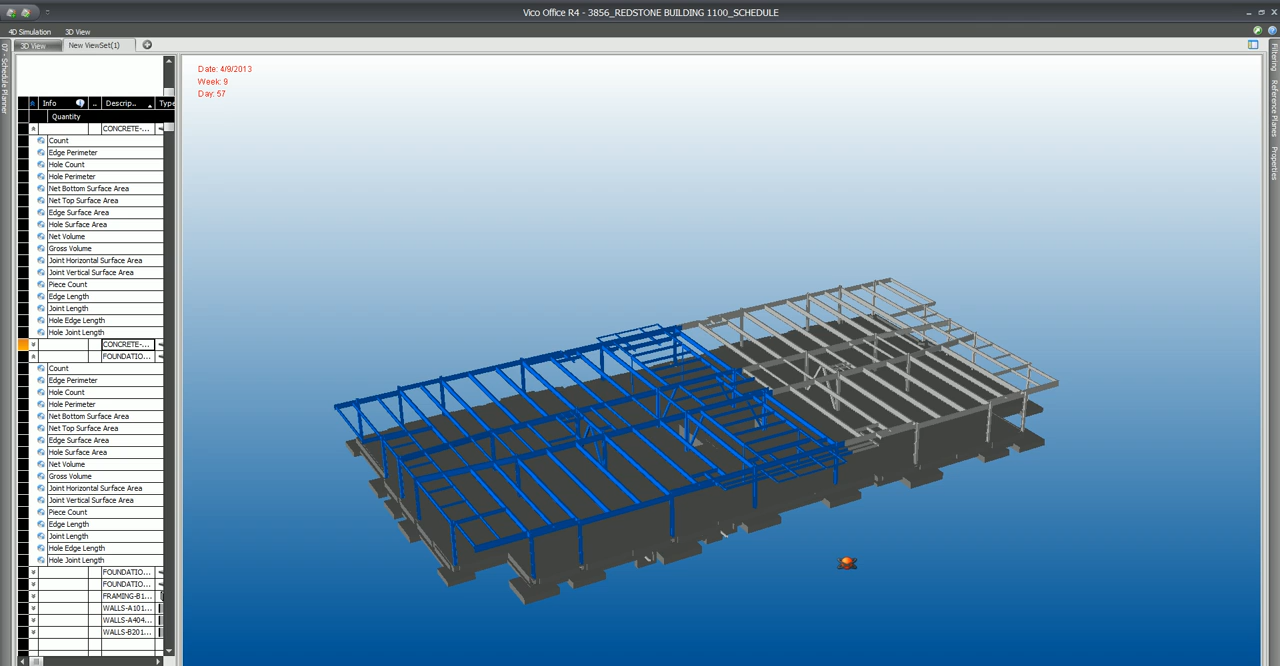 Vico Office R4 - 3856_REDSTONE BUILDING 1100_SCHEDULE
4D Simulation 3D View
3D View New ViewSet(1)
07 - Schedule Planner
Date: 4/9/2013
Week: 9
Day: 57
Info .. Descrip.. Type
Quantity
CONCRETE-...
Count
Edge Perimeter
Hole Count
Hole Perimeter
Net Bottom Surface Area
Net Top Surface Area
Edge Surface Area
Hole Surface Area
Net Volume
Gross Volume
Joint Horizontal Surface Area
Joint Vertical Surface Area
Piece Count
Edge Length
Joint Length
Hole Edge Length
Hole Joint Length
CONCRETE-...
FOUNDATIO...
Count
Edge Perimeter
Hole Count
Hole Perimeter
Net Bottom Surface Area
Net Top Surface Area
Edge Surface Area
Hole Surface Area
Net Volume
Gross Volume
Joint Horizontal Surface Area
Joint Vertical Surface Area
Piece Count
Edge Length
Joint Length
Hole Edge Length
Hole Joint Length
FOUNDATIO...
FOUNDATIO...
FRAMING-B1...
WALLS-A101...
WALLS-A404...
WALLS-B201...
Filtering
Reference Planes
Properties